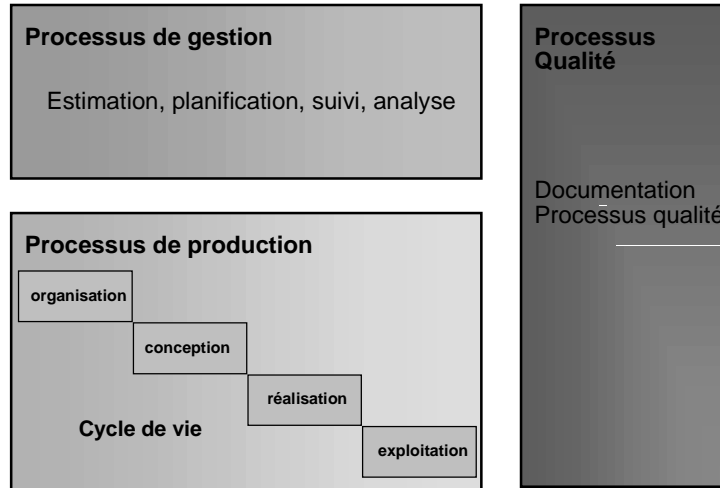 Processus de gestion
Estimation, planification, suivi, analyse
Processus de production
organisation
conception
réalisation
Cycle de vie
exploitation
Processus
Qualité
Documentation
Processus qualité